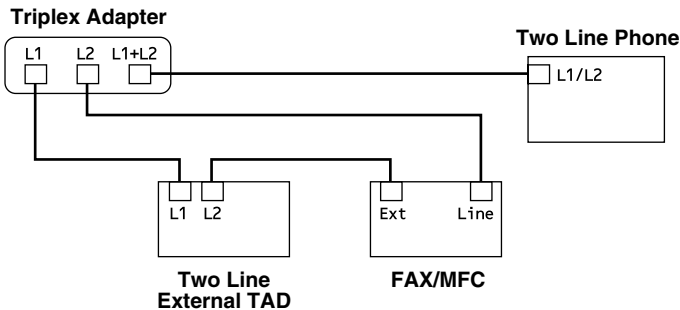 Triplex Adapter
L1 L2 L1+L2
Two Line Phone
L1/L2
L1 L2
Ext Line
Two Line
External TAD
FAX/MFC